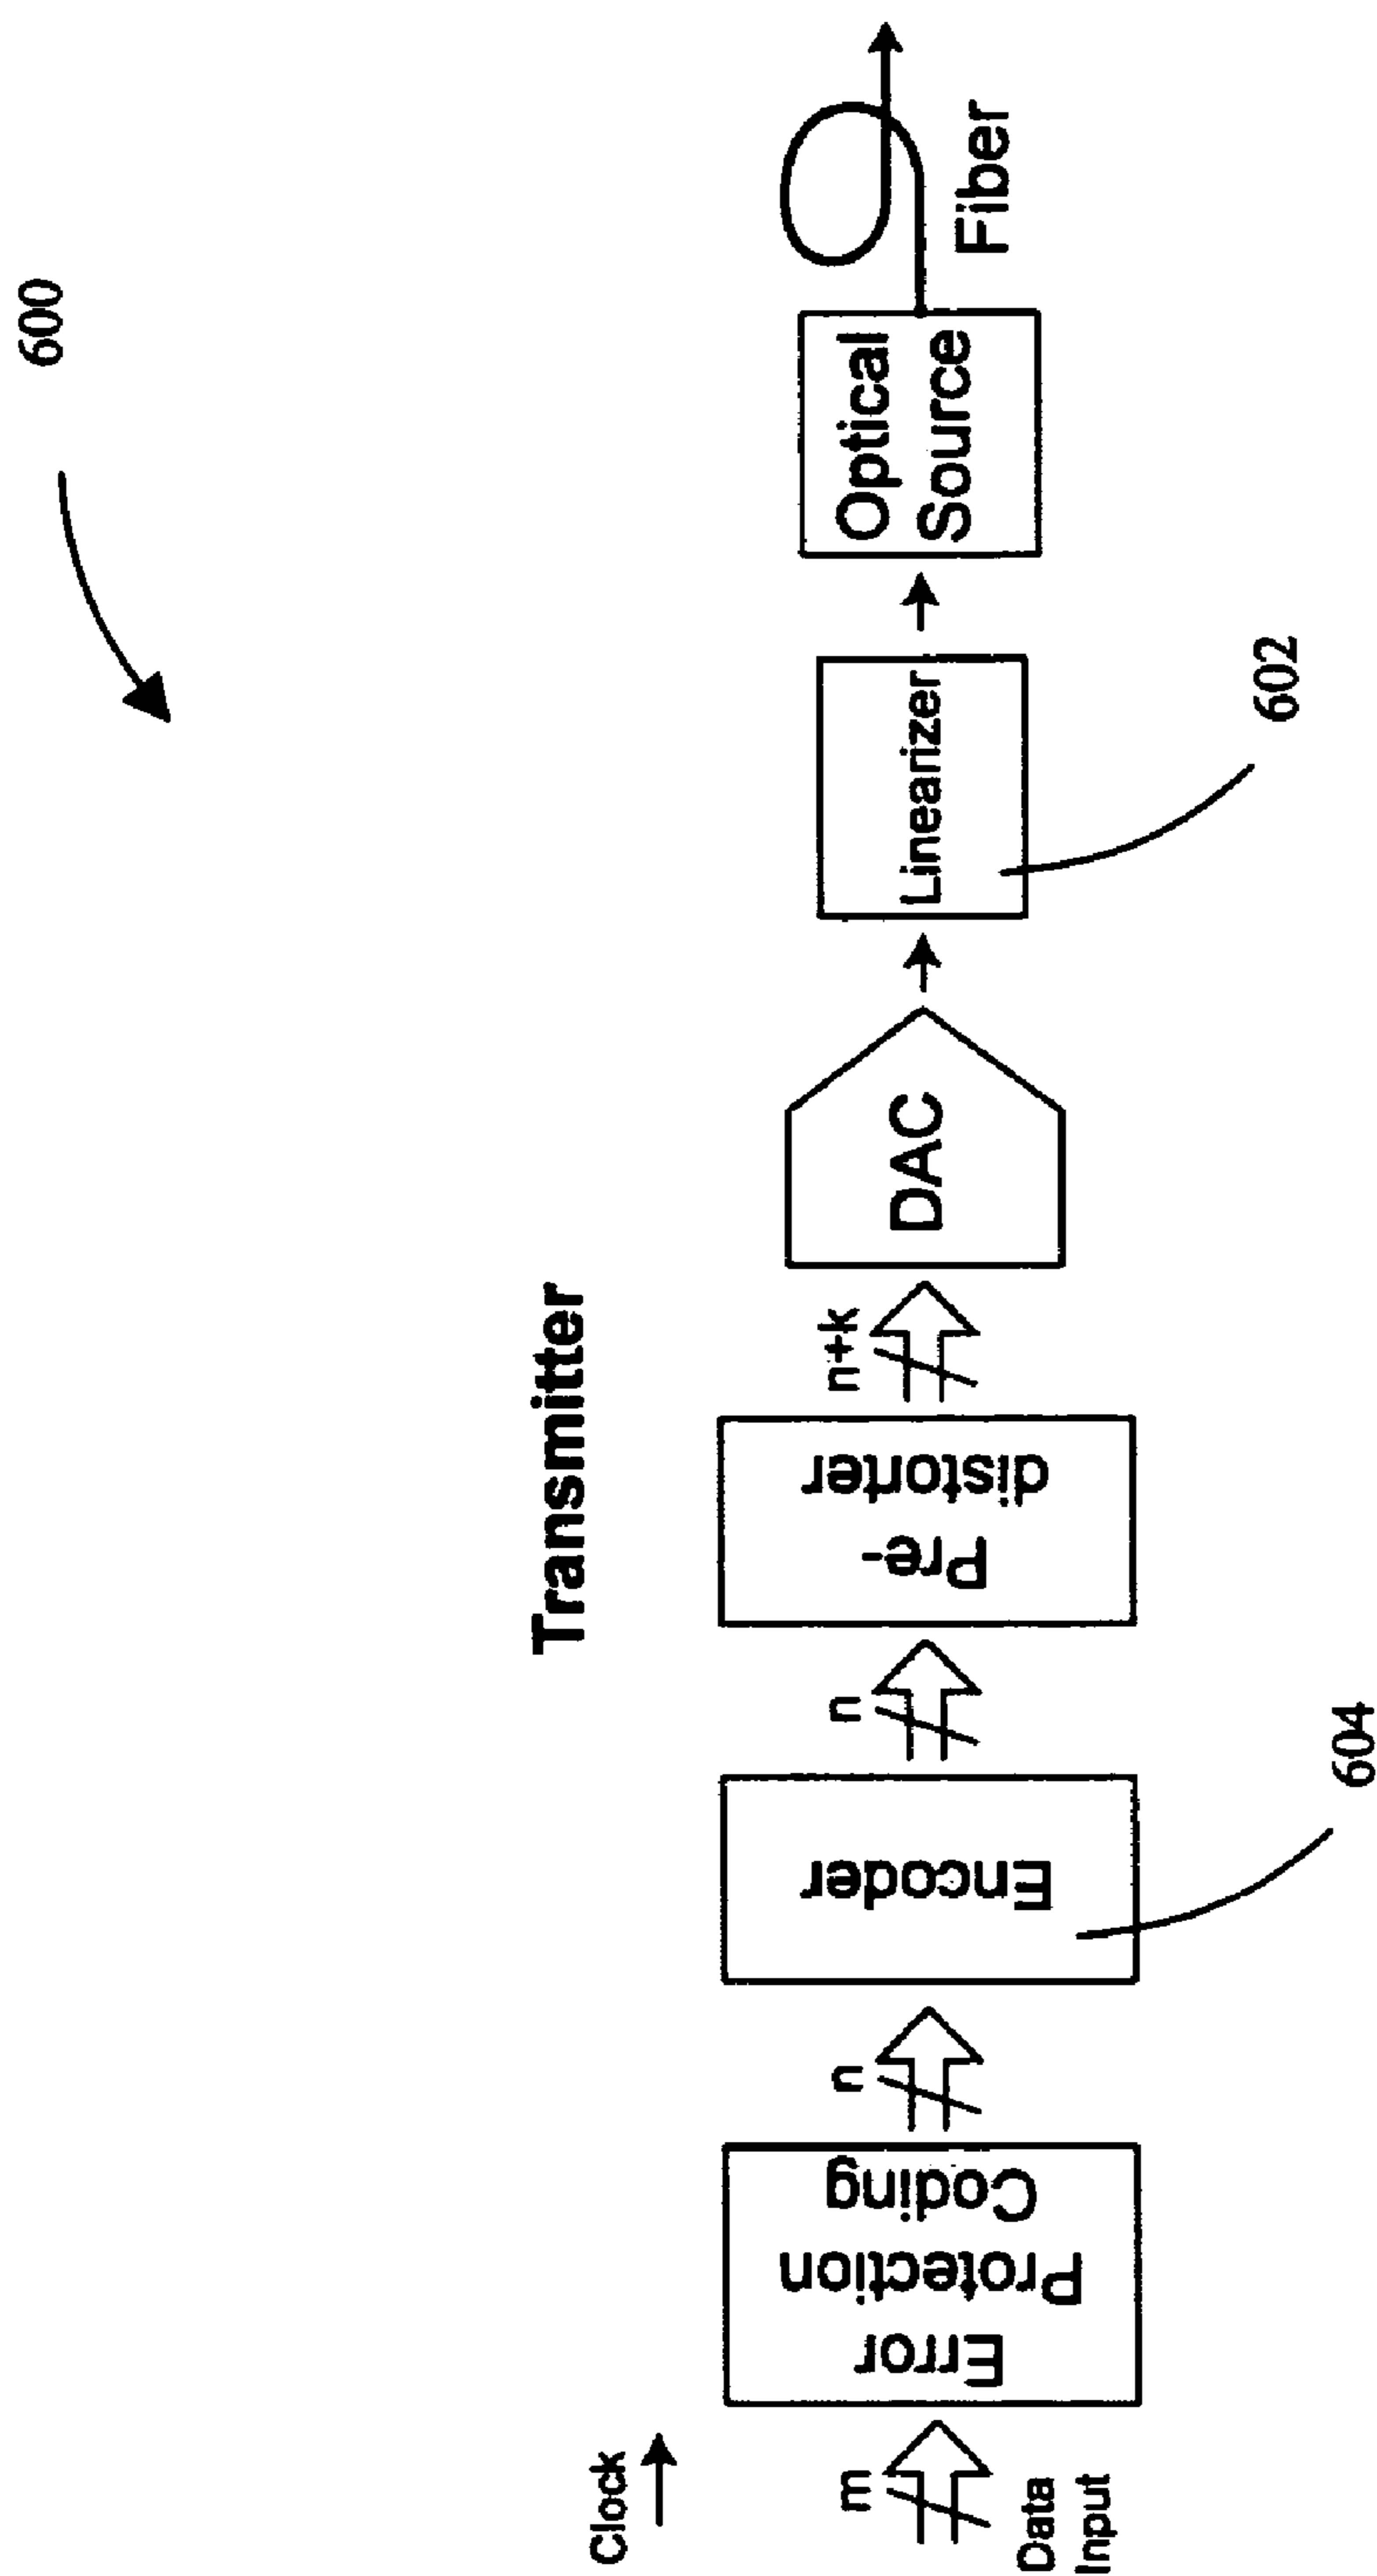 600
Transmitter
Clock
m
Data
Input
Error
Protection
Coding
n
Encoder
604
n
Pre-
distorter
n+k
DAC
Linearizer
602
Optical
Source
Fiber